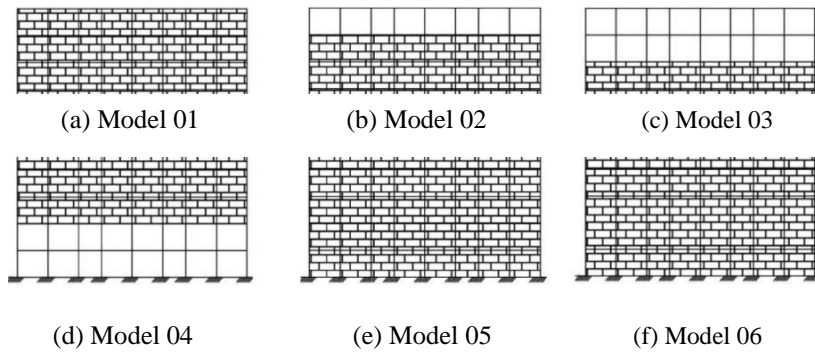 (a) Model 01
(b) Model 02
(c) Model 03
(d) Model 04
(e) Model 05
(f) Model 06